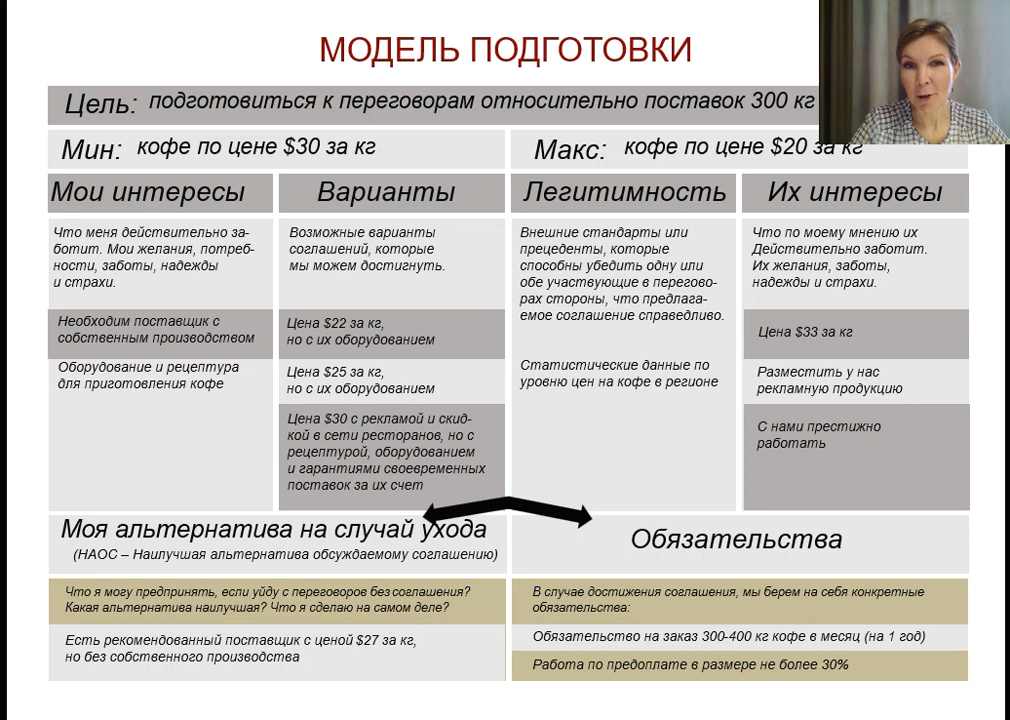 МОДЕЛЬ ПОДГОТОВКИ
Цель: подготовиться к переговорам относительно поставок 300 кг
Мин: кофе по цене $30 за кг
Макс: кофе по цене $20 за кг
Мои интересы
Варианты
Легитимность
Их интересы
Что меня действительно за-
ботит. Мои желания, потреб-
ности, заботы, надежды
и страхи.
Возможные варианты
соглашений, которые
мы можем достигнуть.
Внешние стандарты или
прецеденты, которые
способны убедить одну или
обе участвующие в перегово-
рах стороны, что предлага-
емое соглашение справедливо.
Что по моему мнению их
Действительно заботит.
Их желания, заботы,
надежды и страхи.
Необходим поставщик с
собственным производством
Цена $22 за кг,
но с их оборудованием
Цена $33 за кг
Оборудование и рецептура
для приготовления кофе
Цена $25 за кг,
но с их оборудованием
Статистические данные по
уровню цен на кофе в регионе
Разместить у нас
рекламную продукцию
Цена $30 с рекламой и скид-
кой в сети ресторанов, но с
рецептурой, оборудованием
и гарантиями своевременных
поставок за их счет
С нами престижно
работать
Моя альтернатива на случай ухода
(НАОС – Наилучшая альтернатива обсуждаемому соглашению)
Обязательства
Что я могу предпринять, если уйду с переговоров без соглашения?
Какая альтернатива наилучшая? Что я сделаю на самом деле?
В случае достижения соглашения, мы берем на себя конкретные
обязательства:
Есть рекомендованный поставщик с ценой $27 за кг,
но без собственного производства
Обязательство на заказ 300-400 кг кофе в месяц (на 1 год)
Работа по предоплате в размере не более 30%